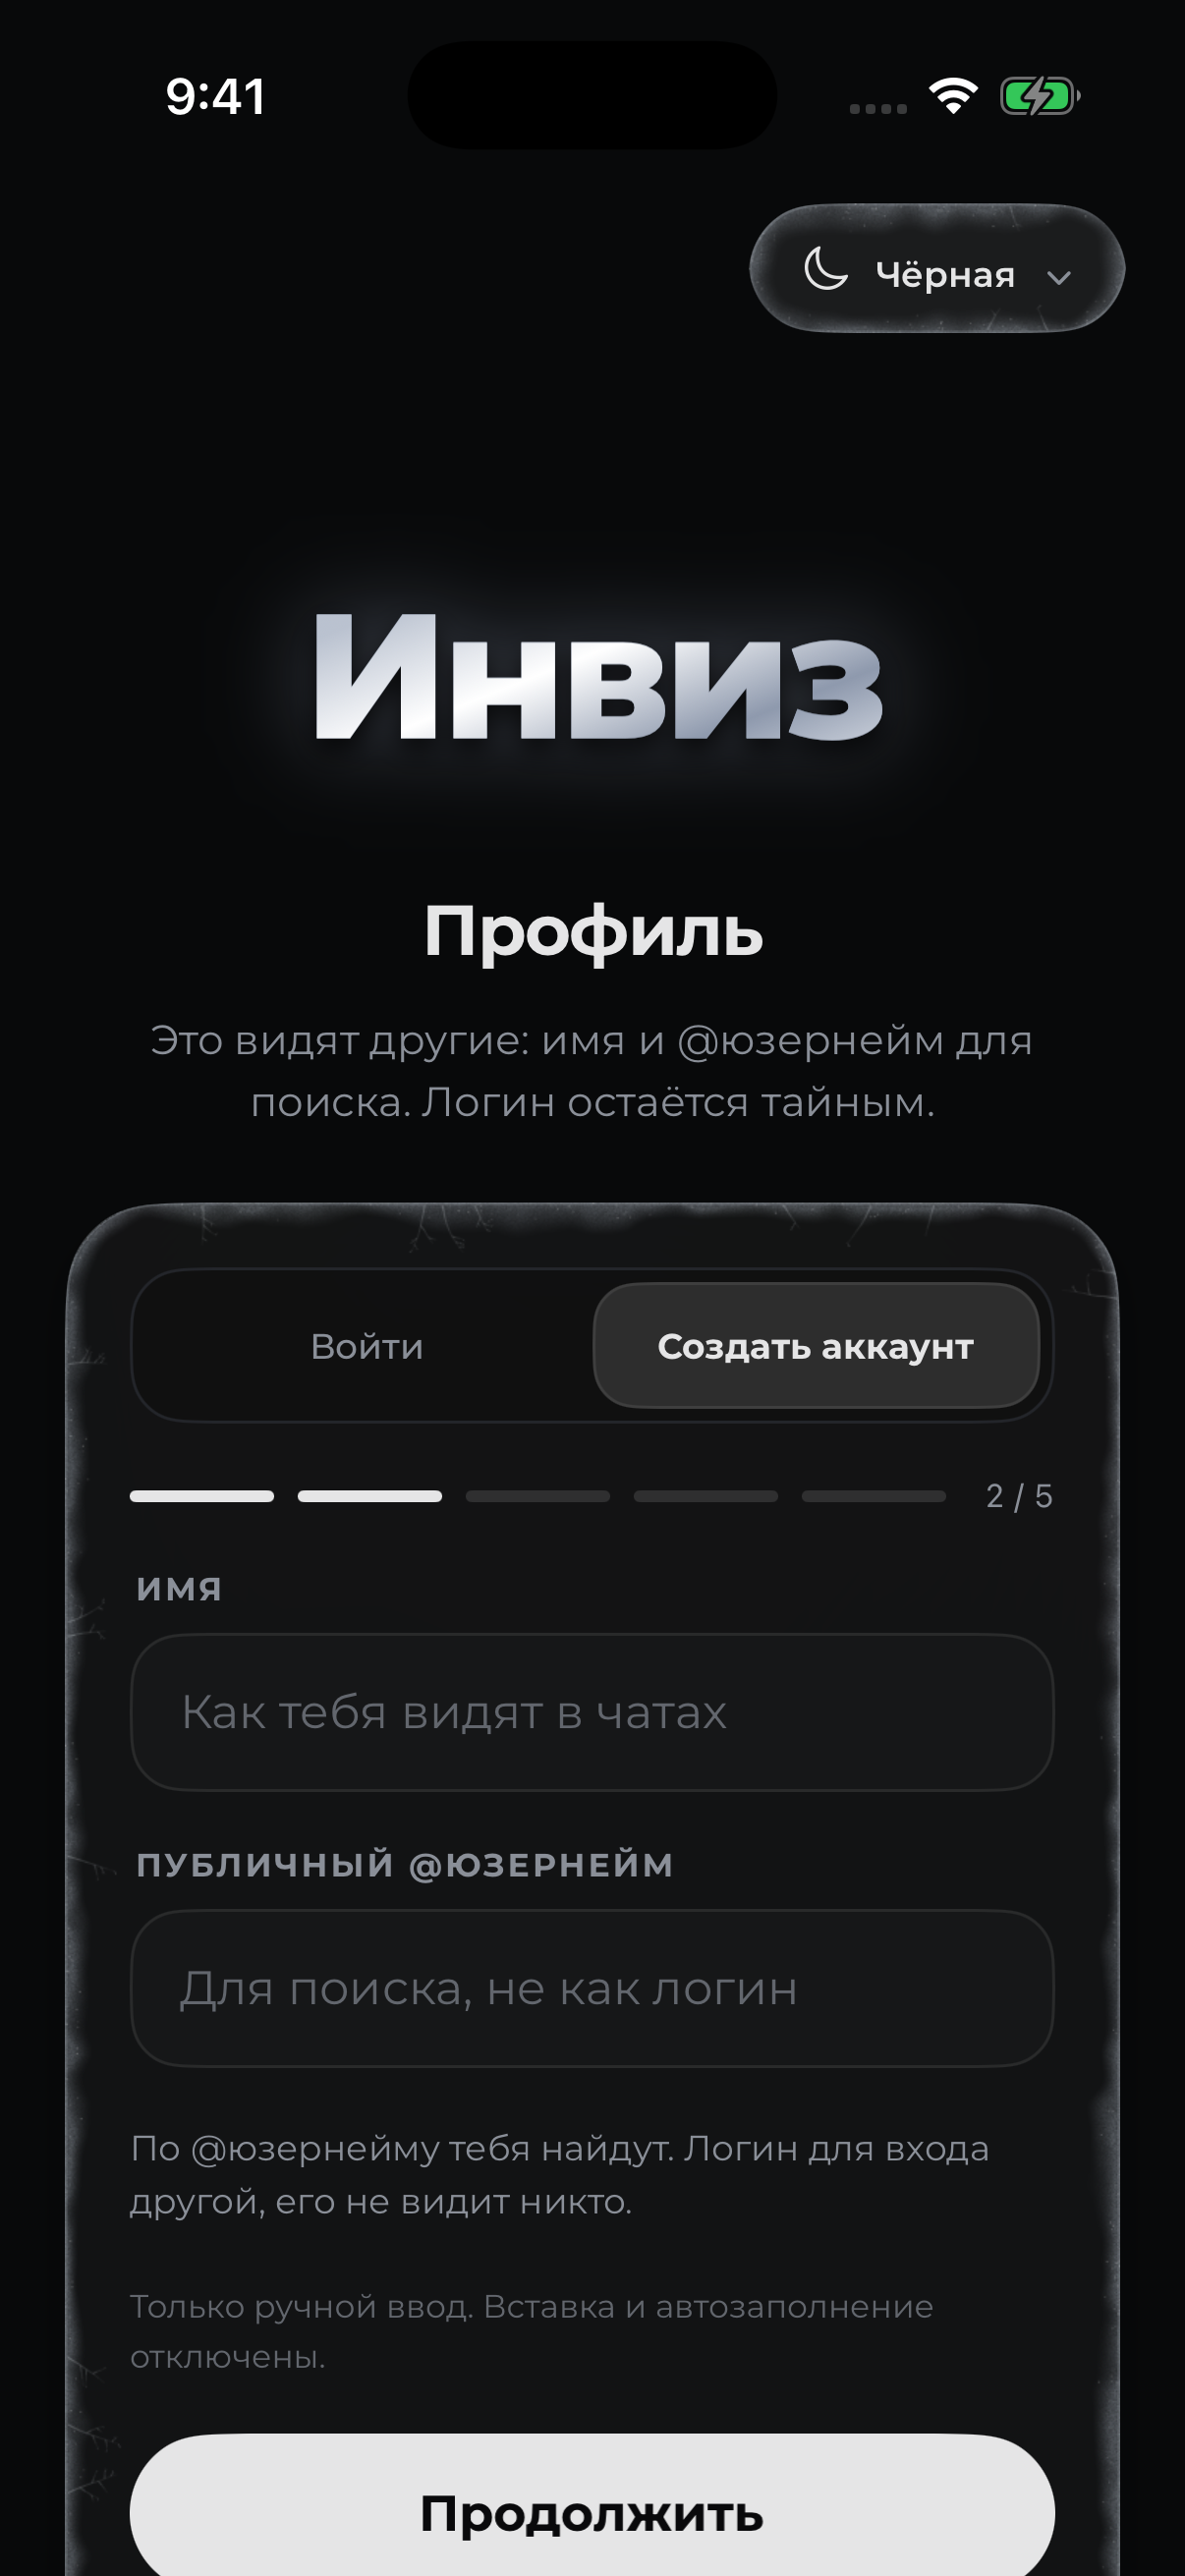 9:41
Чёрная
Инвиз
Профиль
Это видят другие: имя и @юзернейм для
поиска. Логин остаётся тайным.
Войти
Создать аккаунт
2 / 5
ИМЯ
Как тебя видят в чатах
ПУБЛИЧНЫЙ @ЮЗЕРНЕЙМ
Для поиска, не как логин
По @юзернейму тебя найдут. Логин для входа
другой, его не видит никто.
Только ручной ввод. Вставка и автозаполнение
отключены.
Продолжить